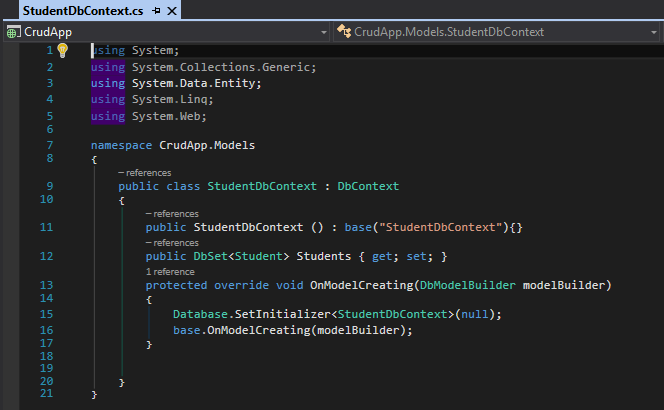 StudentDbContext.cs
CrudApp CrudApp.Models.StudentDbContext
1 using System;
2 using System.Collections.Generic;
3 using System.Data.Entity;
4 using System.Linq;
5 using System.Web;
6
7 namespace CrudApp.Models
8 {
- references
9 public class StudentDbContext : DbContext
10 {
- references
11 public StudentDbContext () : base("StudentDbContext"){}
- references
12 public DbSet<Student> Students { get; set; }
1 reference
13 protected override void OnModelCreating(DbModelBuilder modelBuilder)
14 {
15 Database.SetInitializer<StudentDbContext>(null);
16 base.OnModelCreating(modelBuilder);
17 }
18
19
20 }
21 }